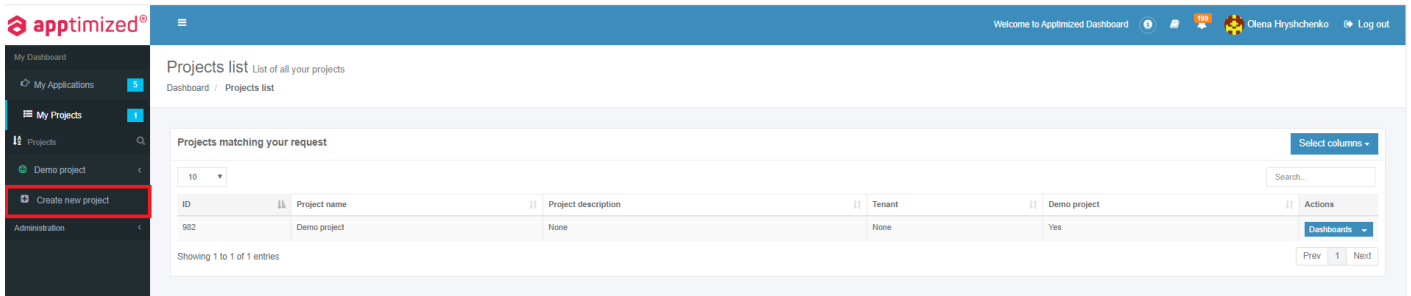 apptimized®
Welcome to Apptimized Dashboard
199
Olena Hryshchenko
Log out
My Dashboard
My Applications 5
My Projects 1
Projects
Demo project
Create new project
Administration
Projects list List of all your projects
Dashboard / Projects list
Projects matching your request
Select columns
10
Search...
ID Project name Project description Tenant Demo project Actions
982 Demo project None None Yes Dashboards
Showing 1 to 1 of 1 entries
Prev 1 Next